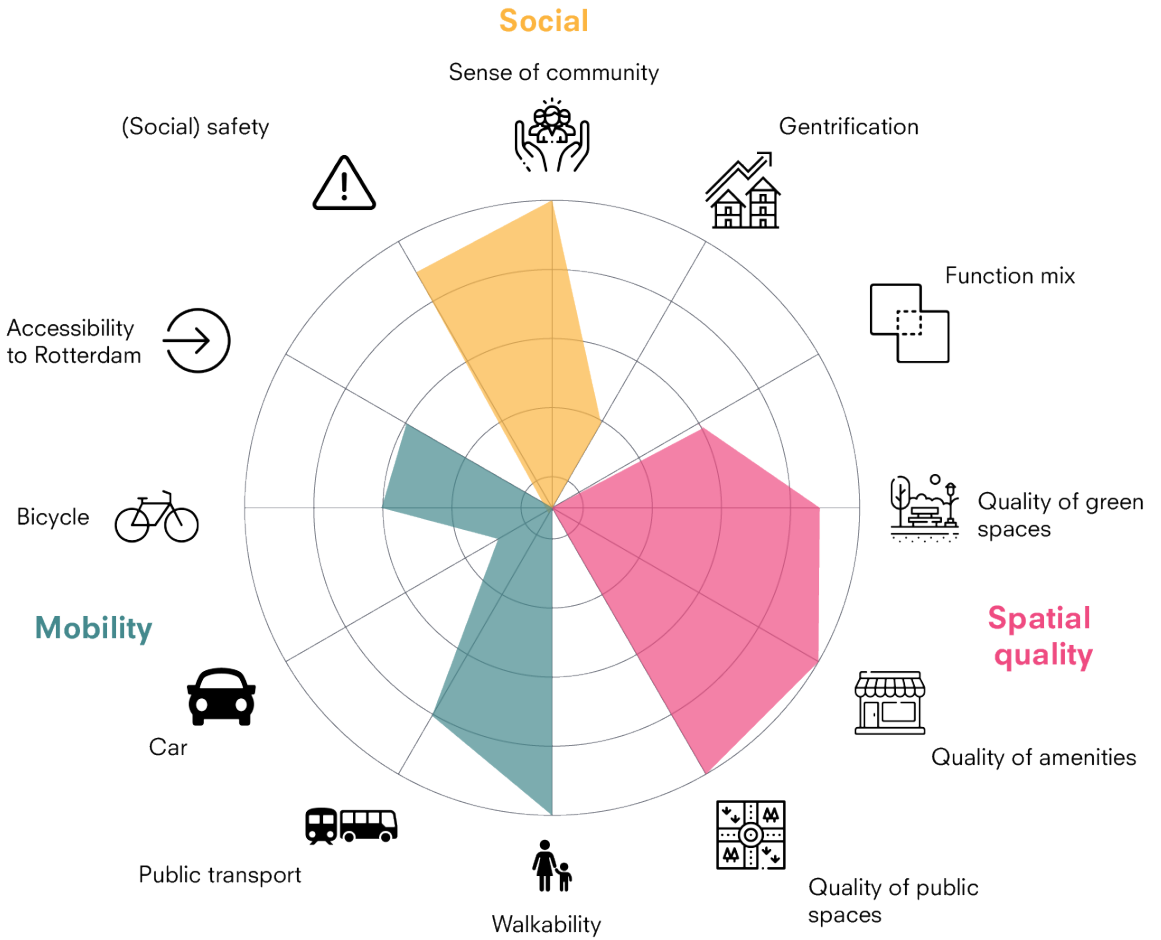 Social
Sense of community
(Social) safety
Gentrification
Function mix
Accessibility
to Rotterdam
Quality of green
spaces
Bicycle
Spatial
quality
Mobility
Car
Quality of amenities
Public transport
Quality of public
spaces
Walkability